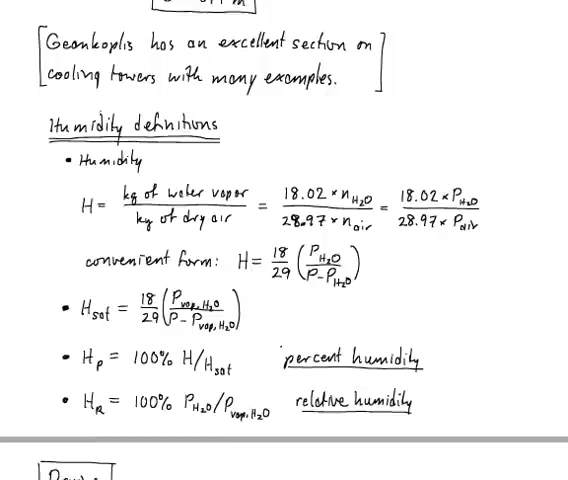 [Geankoplis has an excellent section on
cooling towers with many examples.]
Humidity definitions
• Humidity
H = kg of water vapor / kg of dry air = 18.02 × n_H2O / 28.97 × n_air = 18.02 × P_H2O / 28.97 × P_air
convenient form: H = 18/29 (P_H2O / P - P_H2O)
• H_sat = 18/29 (P_vap,H2O / P - P_vap,H2O)
• H_P = 100% H/H_sat percent humidity
• H_R = 100% P_H2O/P_vap,H2O relative humidity